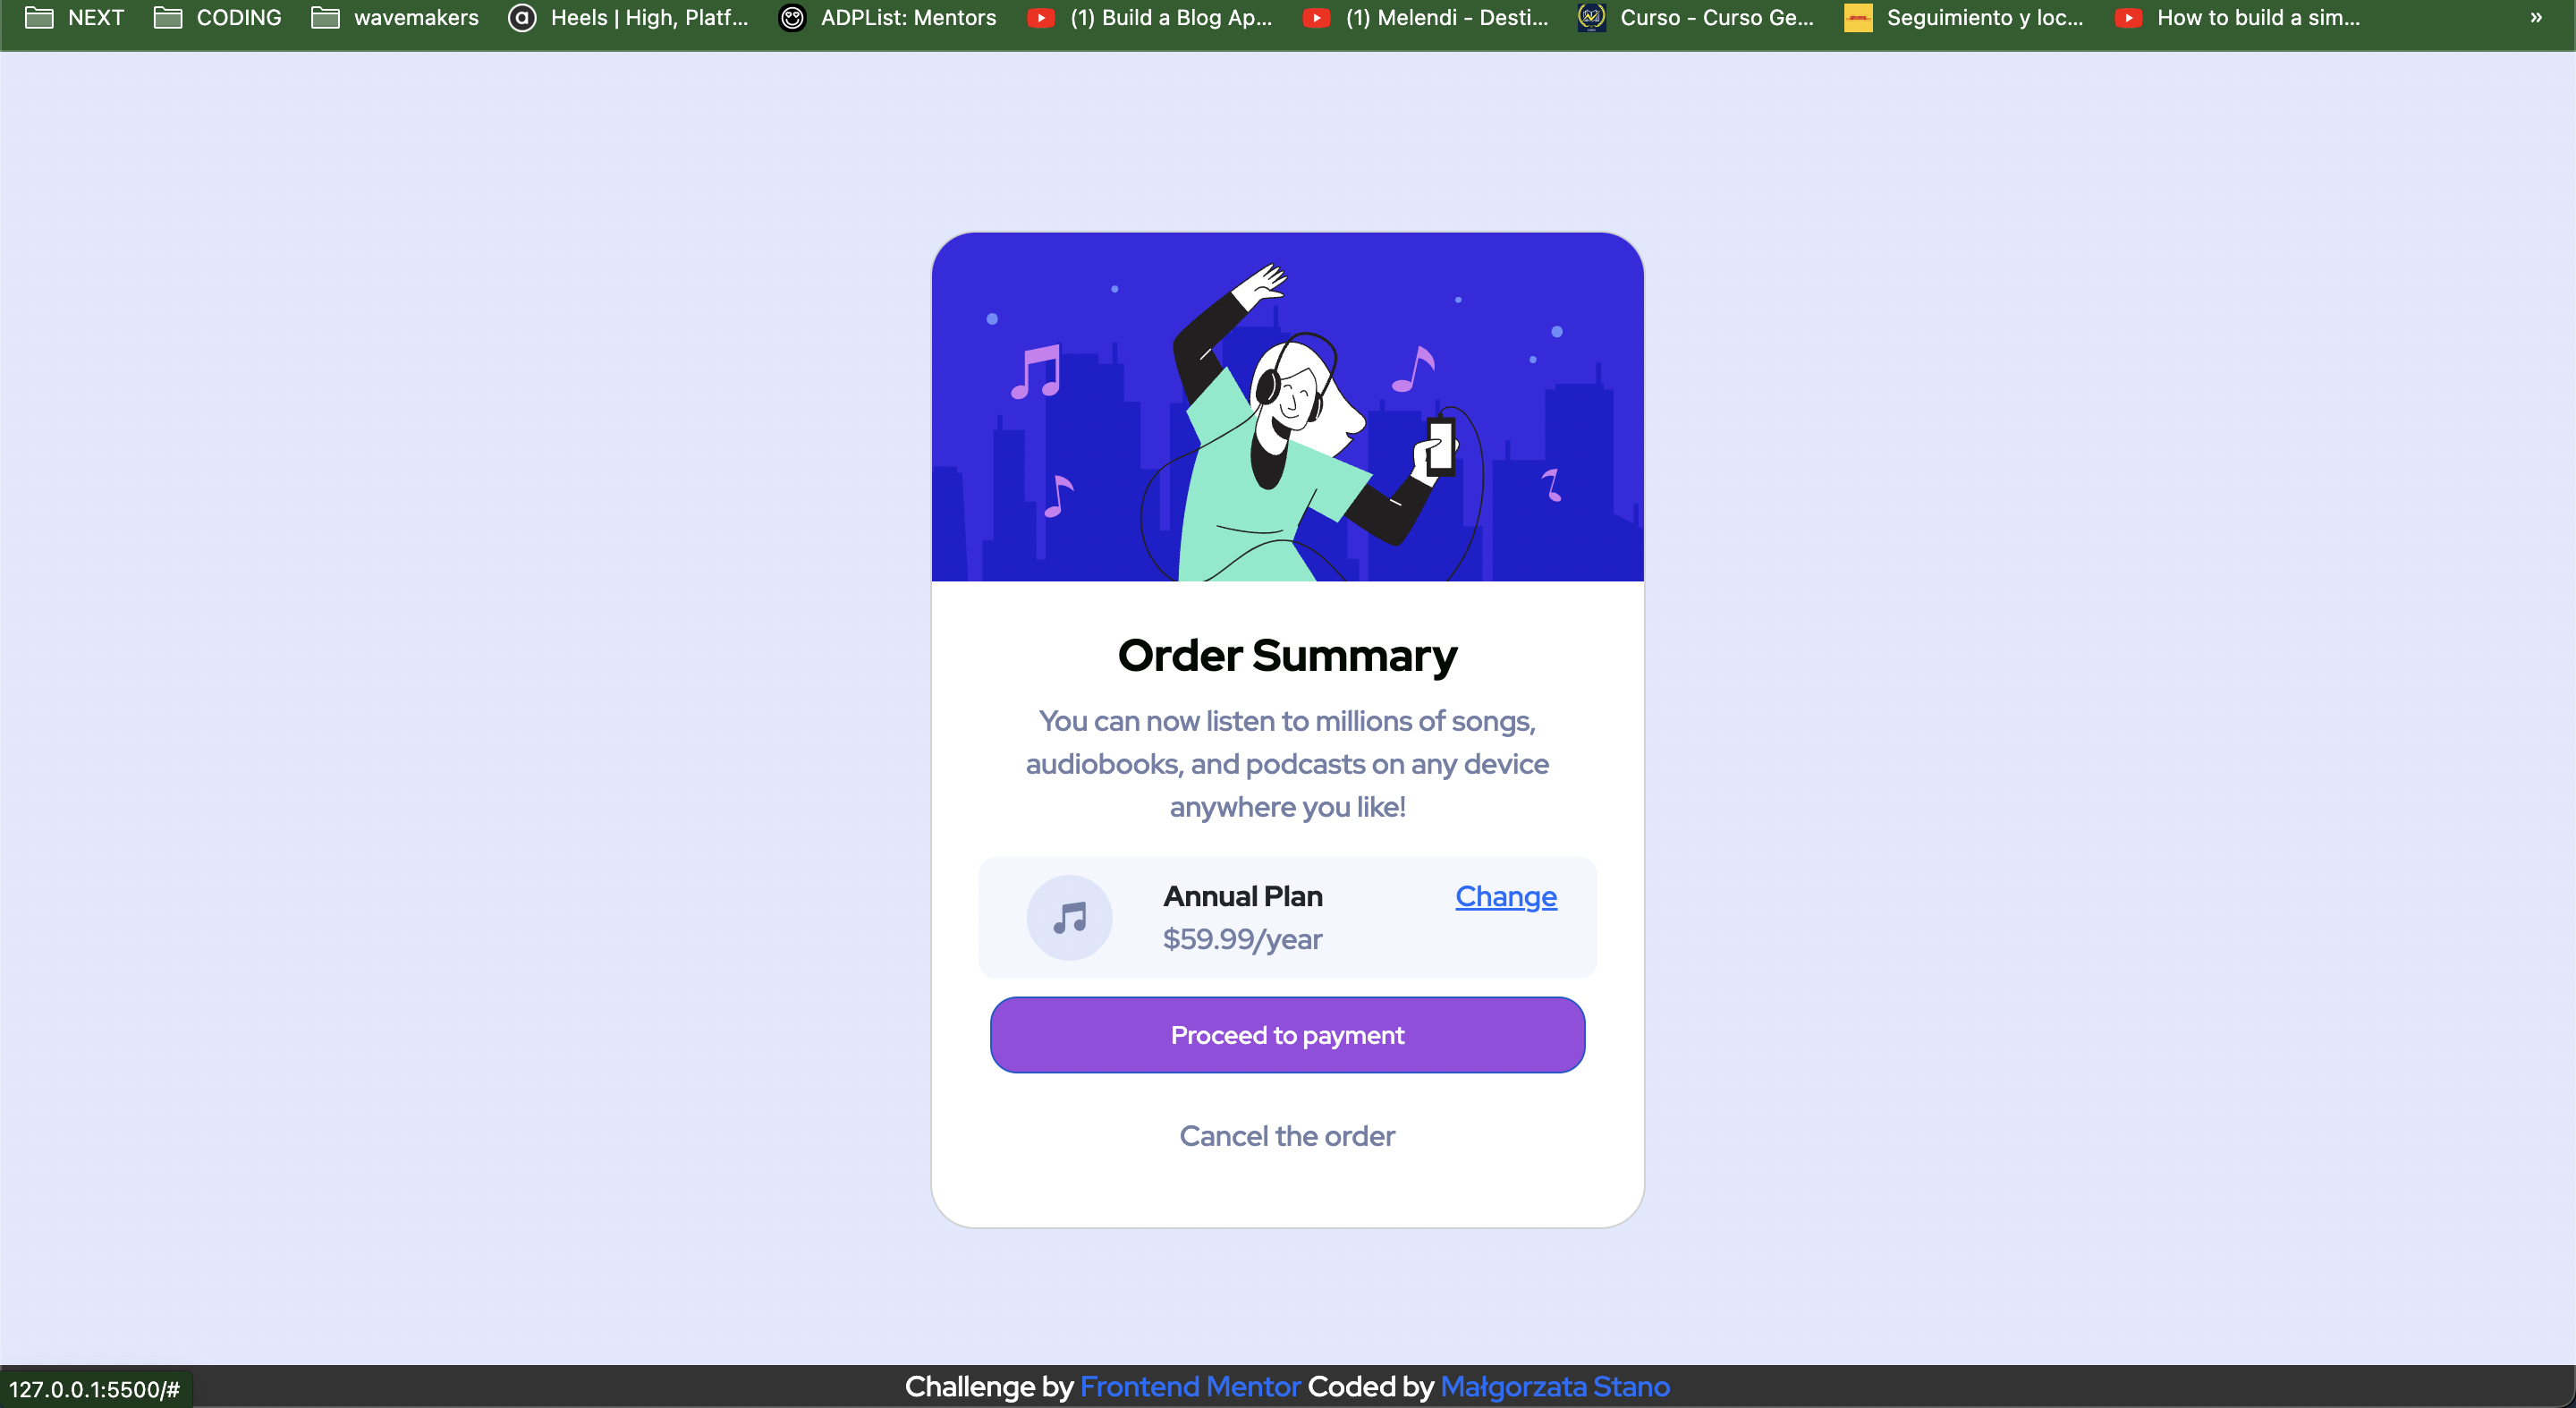 NEXT CODING wavemakers Heels | High, Platf... ADPList: Mentors (1) Build a Blog Ap... (1) Melendi - Desti... Curso - Curso Ge... Seguimiento y loc... How to build a sim... »
Order Summary
You can now listen to millions of songs,
audiobooks, and podcasts on any device
anywhere you like!
Annual Plan Change
$59.99/year
Proceed to payment
Cancel the order
127.0.0.1:5500/# Challenge by Frontend Mentor Coded by Małgorzata Stano